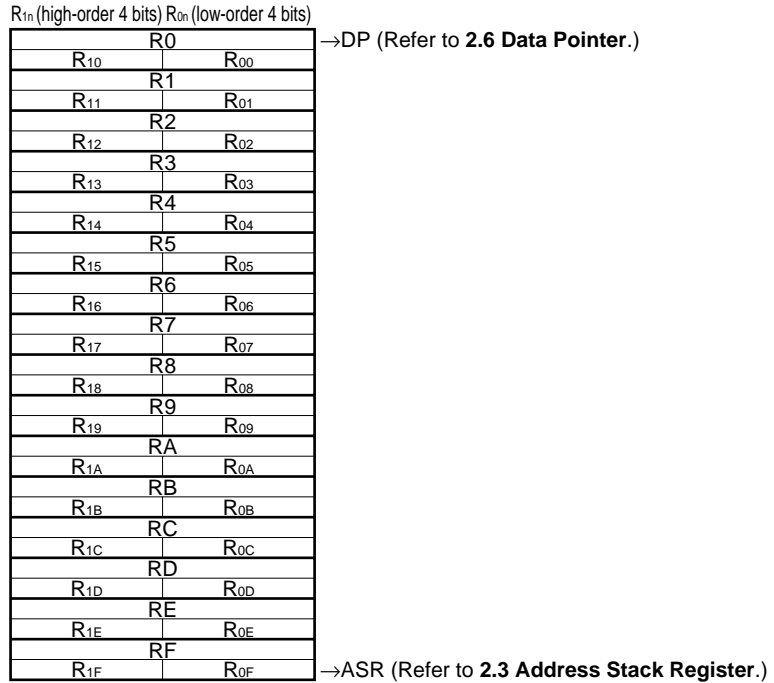 R1n (high-order 4 bits) R0n (low-order 4 bits)
R0 →DP (Refer to 2.6 Data Pointer.)
R10 R00
R1
R11 R01
R2
R12 R02
R3
R13 R03
R4
R14 R04
R5
R15 R05
R6
R16 R06
R7
R17 R07
R8
R18 R08
R9
R19 R09
RA
R1A R0A
RB
R1B R0B
RC
R1C R0C
RD
R1D R0D
RE
R1E R0E
RF
R1F R0F →ASR (Refer to 2.3 Address Stack Register.)